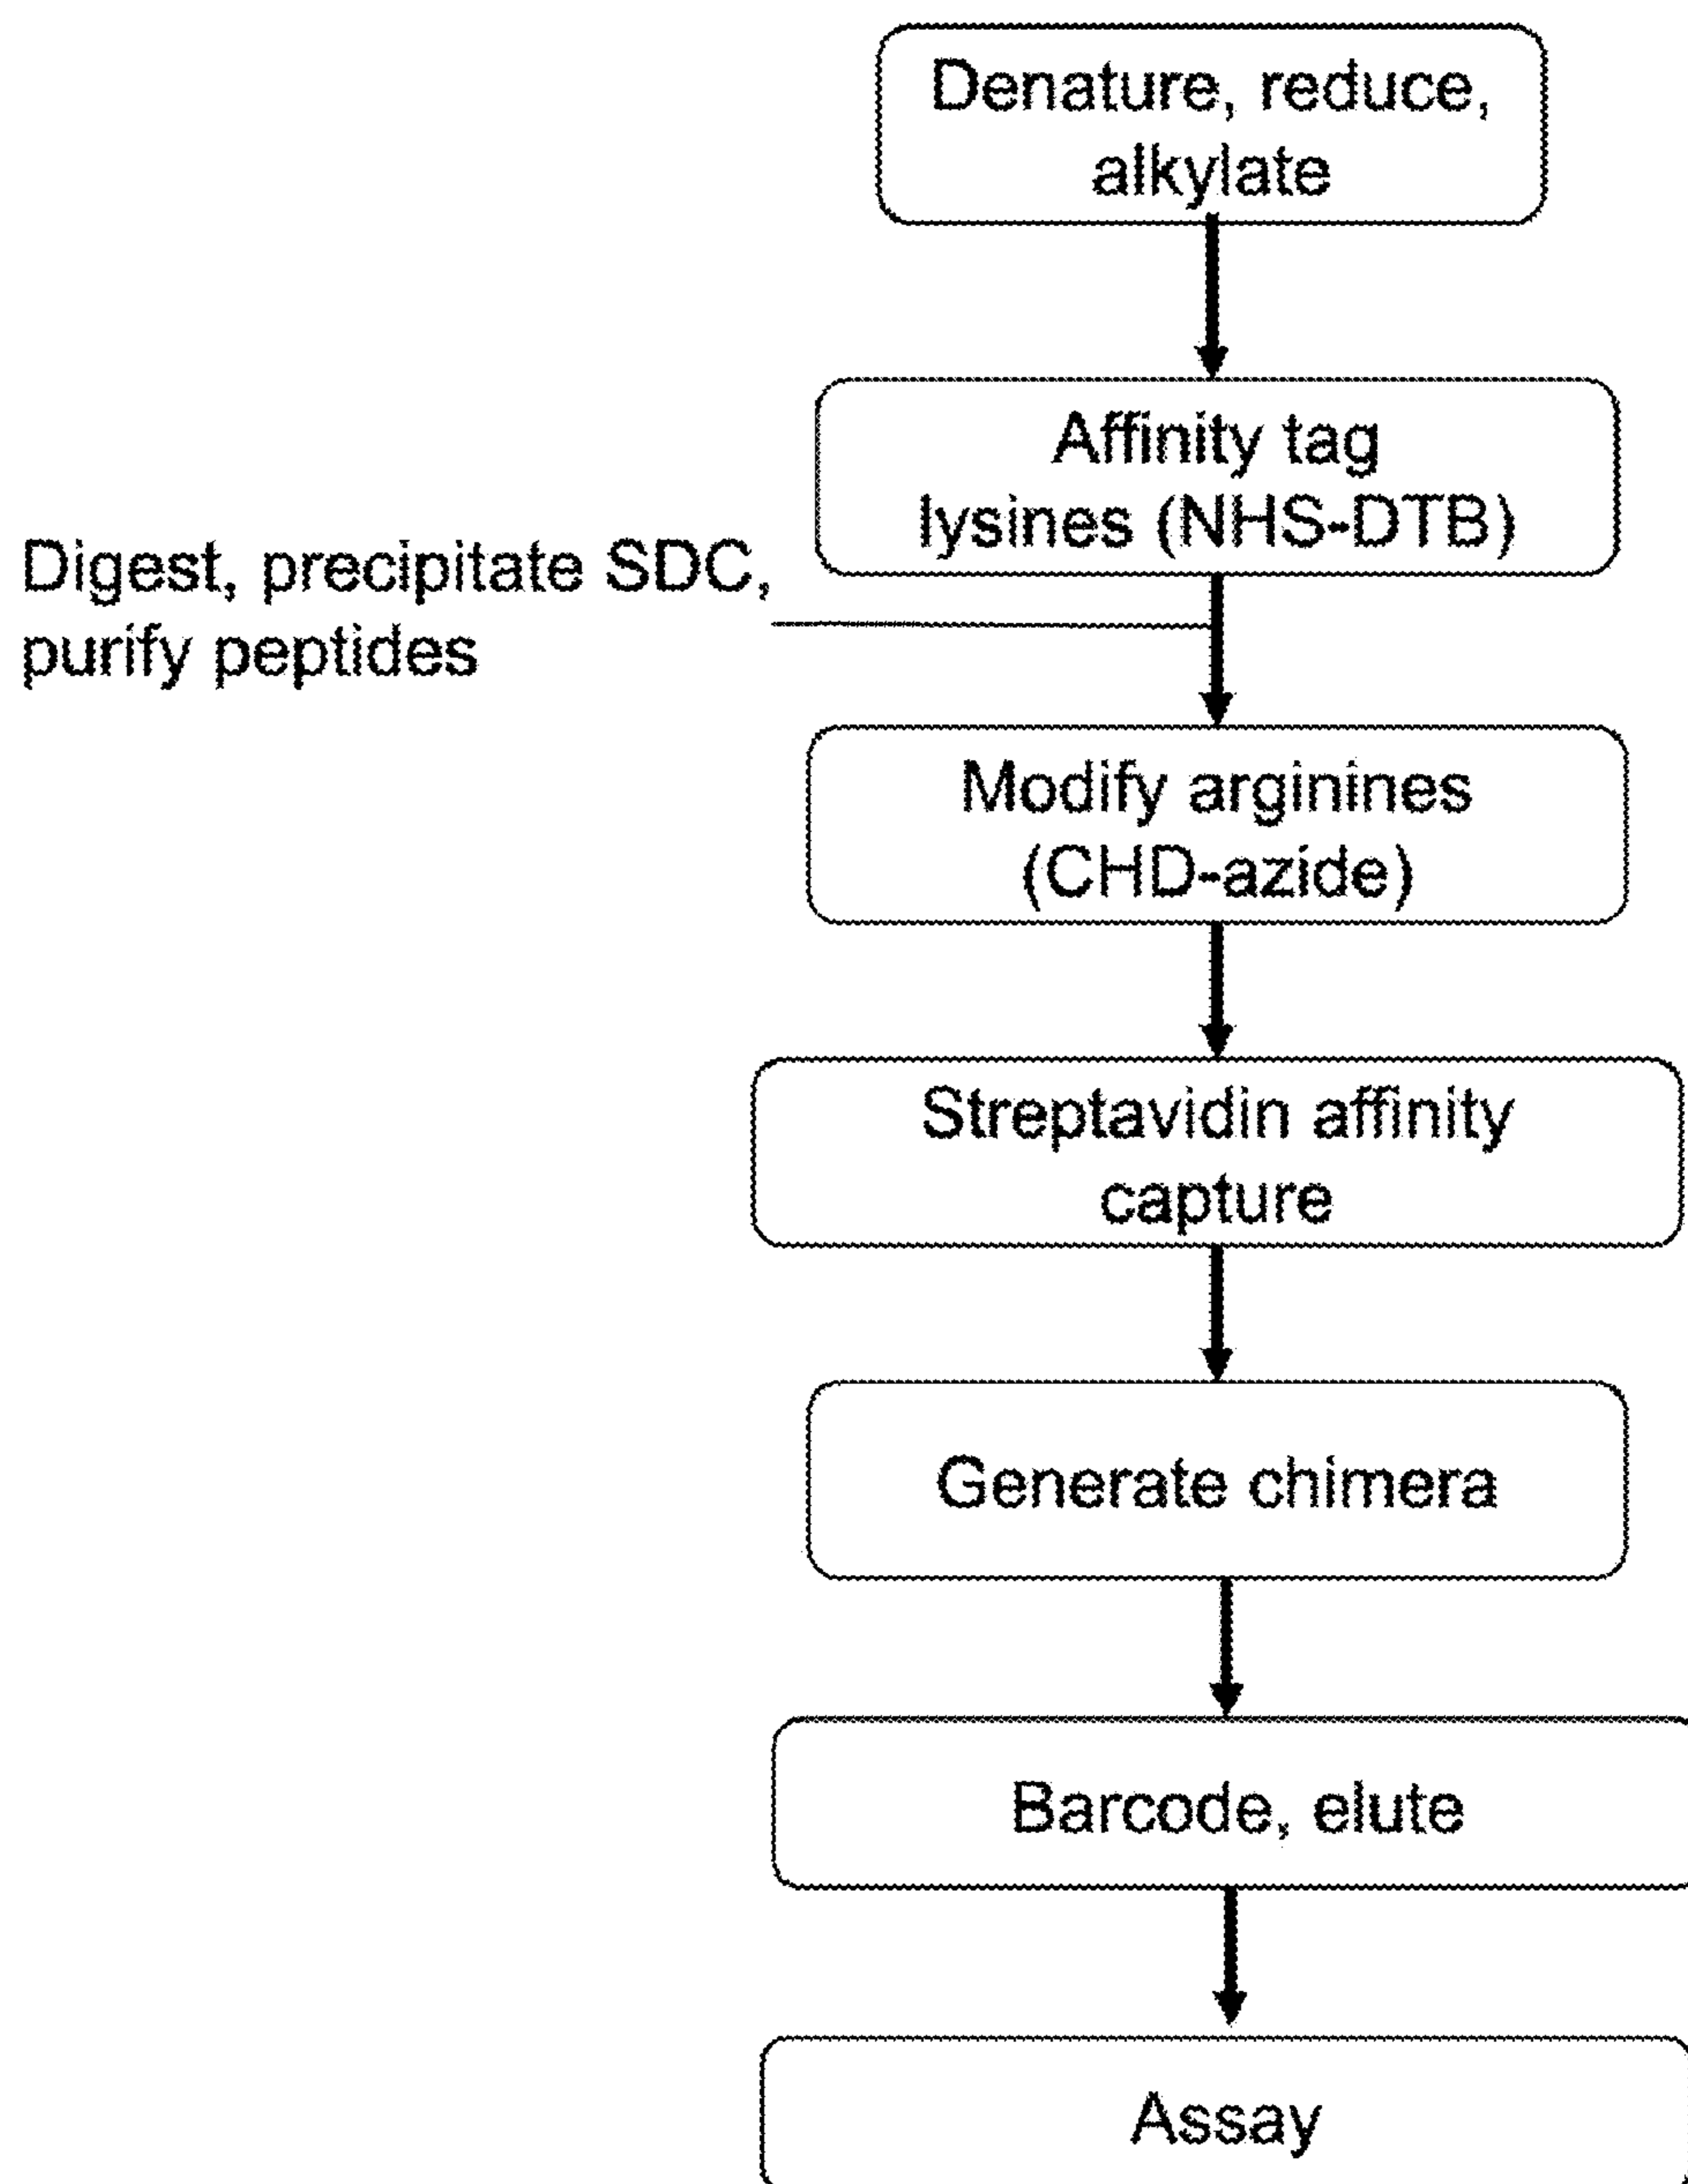 Denature, reduce,
alkylate
Affinity tag
lysines (NHS-DTB)
Digest, precipitate SDC,
purify peptides
Modify arginines
(CHD-azide)
Streptavidin affinity
capture
Generate chimera
Barcode, elute
Assay